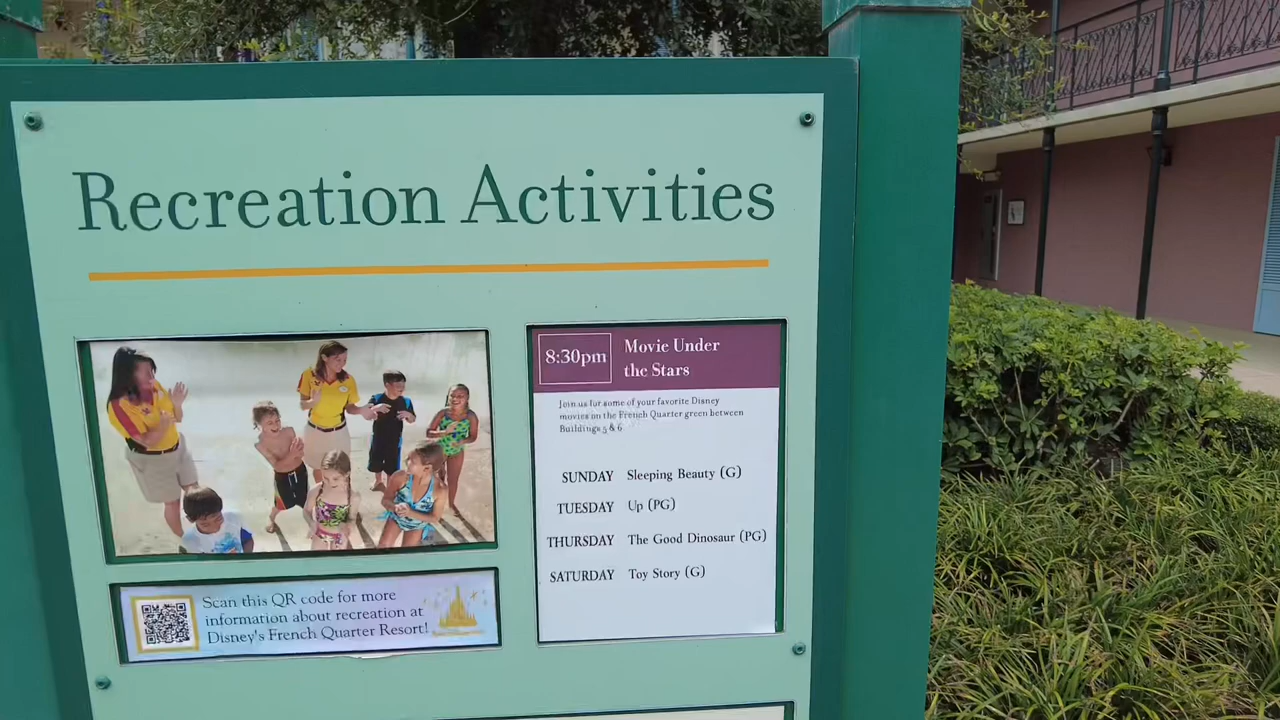 Recreation Activities
8:30pm
Movie Under
the Stars
Join us for some of your favorite Disney
movies on the French Quarter green between
Buildings 5 & 6
SUNDAY Sleeping Beauty (G)
TUESDAY Up (PG)
THURSDAY The Good Dinosaur (PG)
SATURDAY Toy Story (G)
Scan this QR code for more
information about recreation at
Disney's French Quarter Resort!